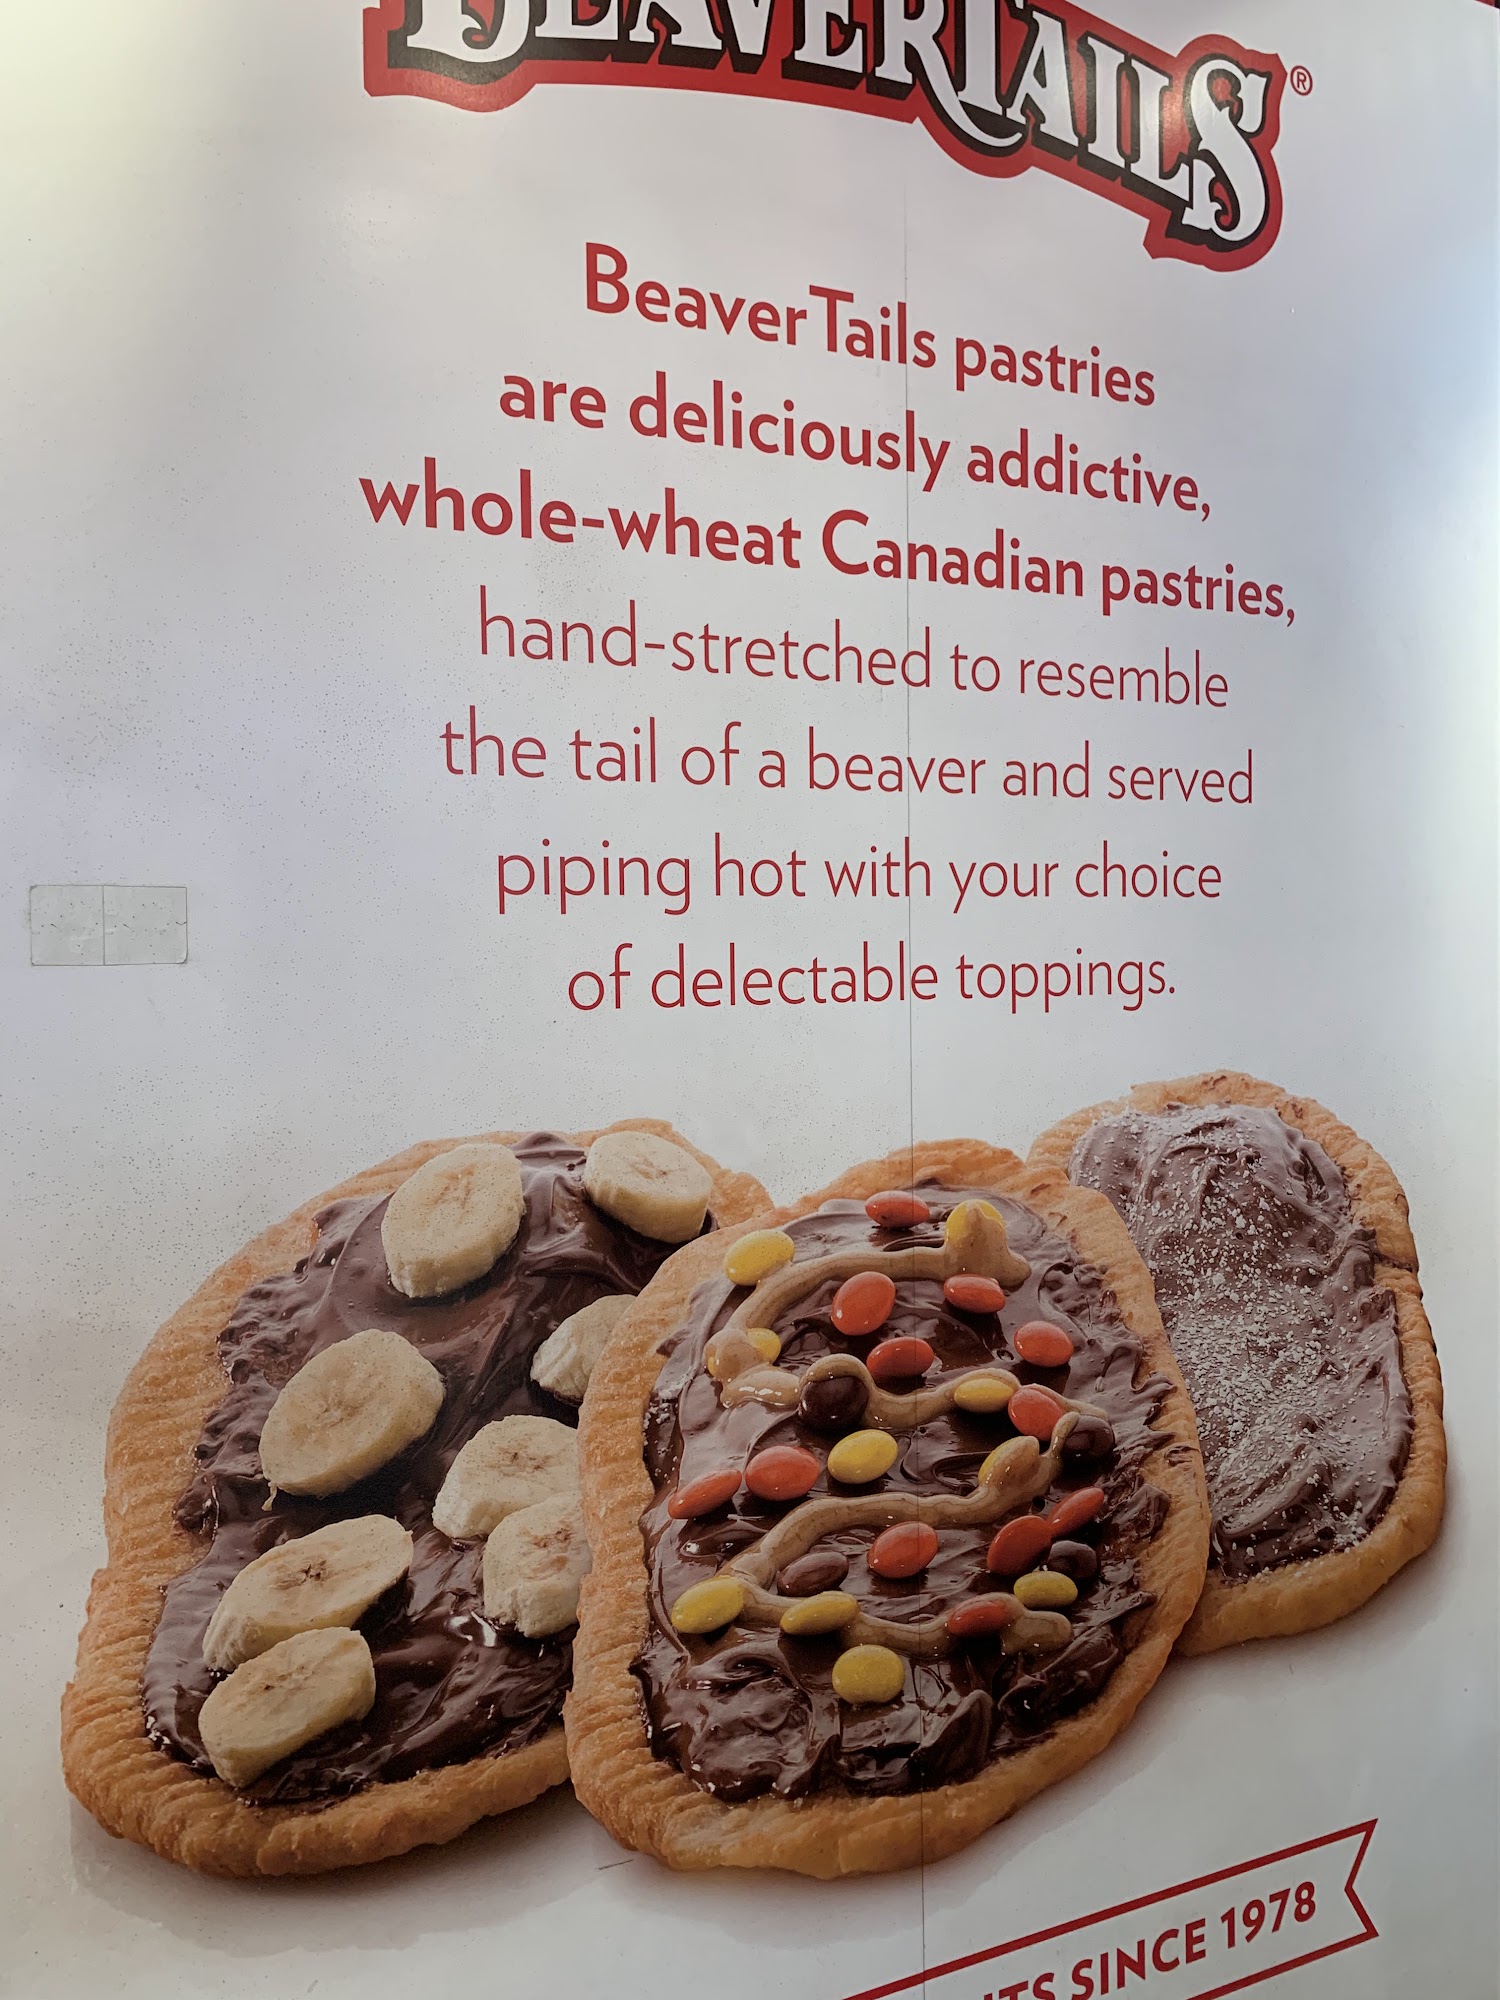 BEAVERTAILS®
BeaverTails pastries
are deliciously addictive,
whole-wheat Canadian pastries,
hand-stretched to resemble
the tail of a beaver and served
piping hot with your choice
of delectable toppings.
SINCE 1978